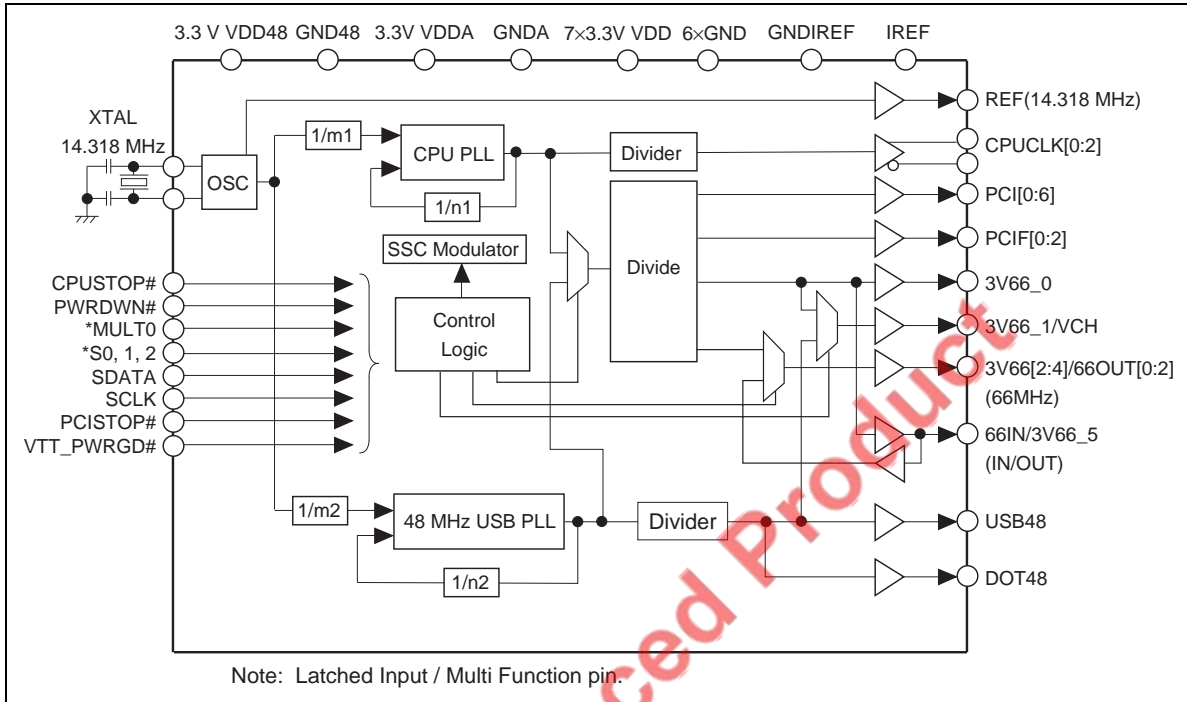 3.3 V VDD48 GND48 3.3V VDDA GNDA 7×3.3V VDD 6×GND GNDIREF IREF
XTAL
14.318 MHz
OSC
1/m1
CPU PLL
1/n1
Divider
REF(14.318 MHz)
CPUCLK[0:2]
PCI[0:6]
PCIF[0:2]
3V66_0
3V66_1/VCH
3V66[2:4]/66OUT[0:2]
(66MHz)
66IN/3V66_5
(IN/OUT)
USB48
DOT48
SSC Modulator
Control
Logic
Divide
CPUSTOP#
PWRDWN#
*MULT0
*S0, 1, 2
SDATA
SCLK
PCISTOP#
VTT_PWRGD#
1/m2
48 MHz USB PLL
1/n2
Divider
Note: Latched Input / Multi Function pin.
ced Product